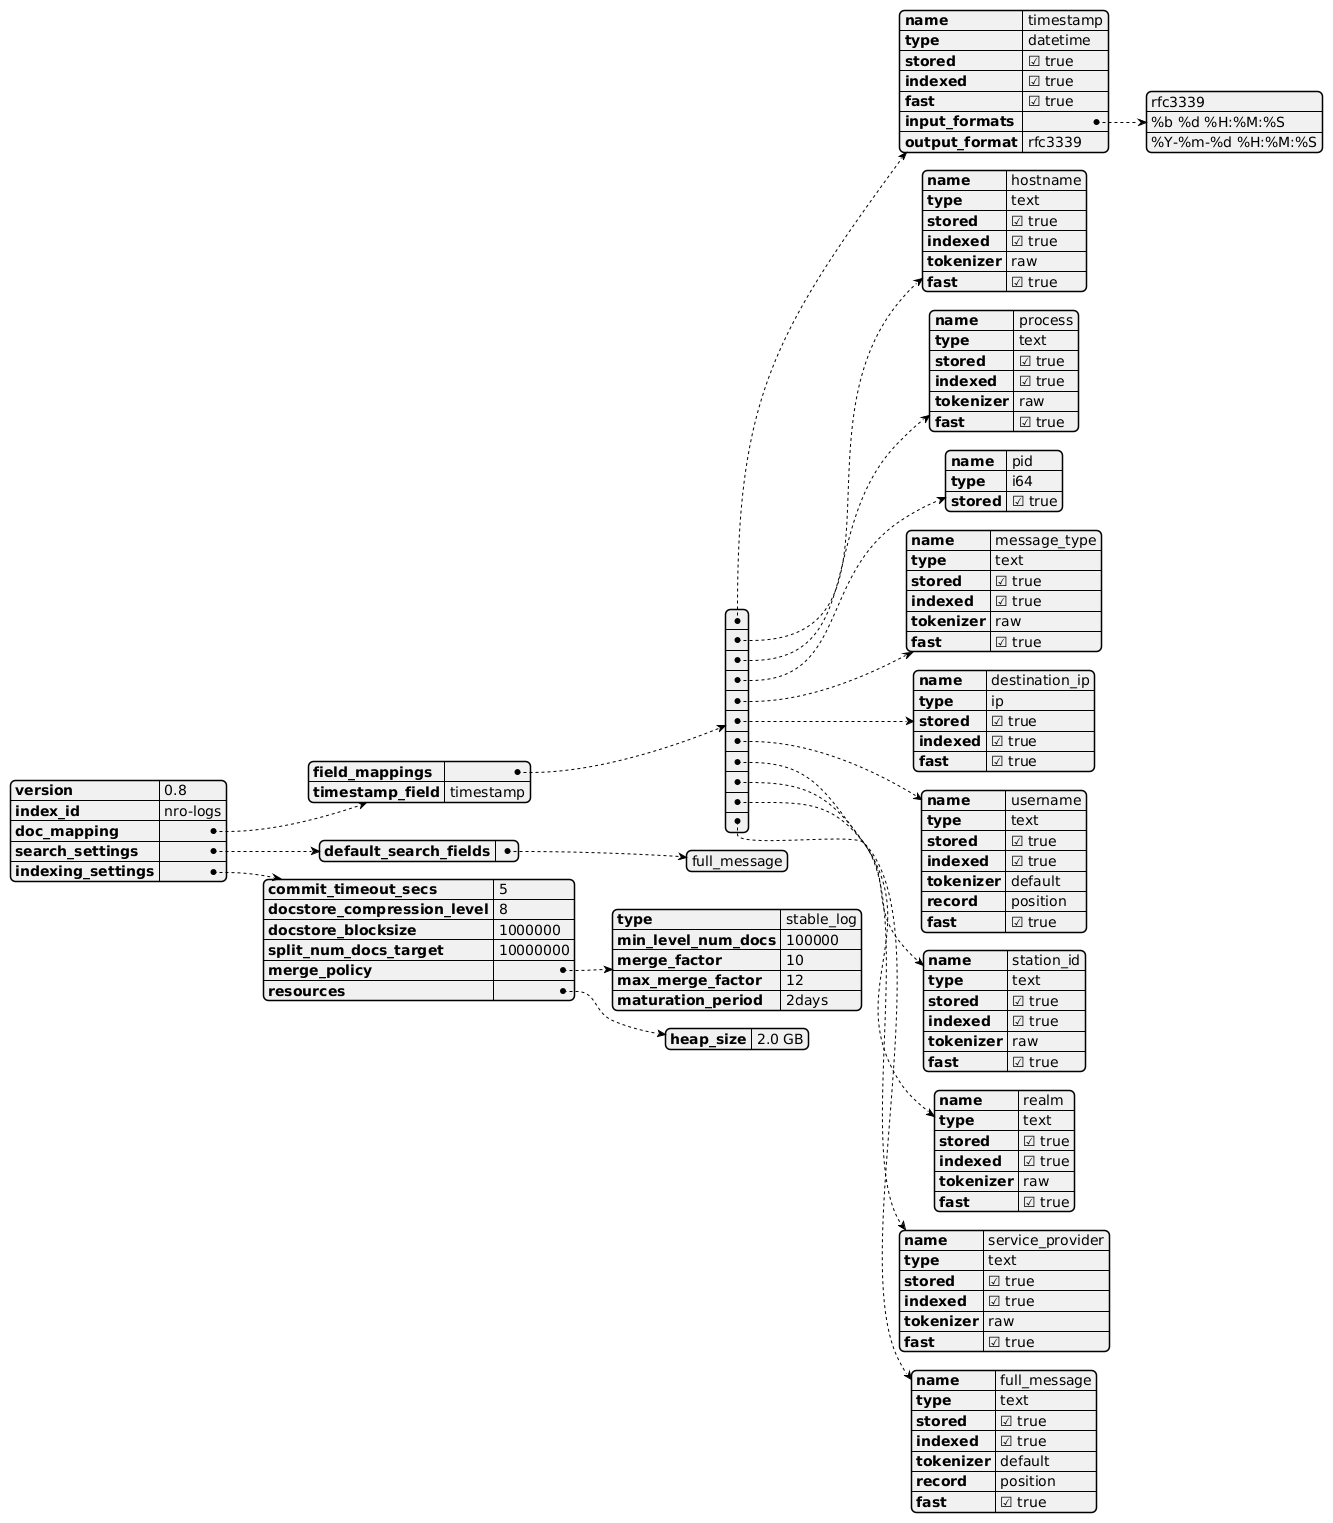 version 0.8
index_id nro-logs
doc_mapping
search_settings
indexing_settings
field_mappings
timestamp_field timestamp
default_search_fields
full_message
commit_timeout_secs 5
docstore_compression_level 8
docstore_blocksize 1000000
split_num_docs_target 10000000
merge_policy
resources
type stable_log
min_level_num_docs 100000
merge_factor 10
max_merge_factor 12
maturation_period 2days
heap_size 2.0 GB
name timestamp
type datetime
stored ☑ true
indexed ☑ true
fast ☑ true
input_formats
output_format rfc3339
rfc3339
%b %d %H:%M:%S
%Y-%m-%d %H:%M:%S
name hostname
type text
stored ☑ true
indexed ☑ true
tokenizer raw
fast ☑ true
name process
type text
stored ☑ true
indexed ☑ true
tokenizer raw
fast ☑ true
name pid
type i64
stored ☑ true
name message_type
type text
stored ☑ true
indexed ☑ true
tokenizer raw
fast ☑ true
name destination_ip
type ip
stored ☑ true
indexed ☑ true
fast ☑ true
name username
type text
stored ☑ true
indexed ☑ true
tokenizer default
record position
fast ☑ true
name station_id
type text
stored ☑ true
indexed ☑ true
tokenizer raw
fast ☑ true
name realm
type text
stored ☑ true
indexed ☑ true
tokenizer raw
fast ☑ true
name service_provider
type text
stored ☑ true
indexed ☑ true
tokenizer raw
fast ☑ true
name full_message
type text
stored ☑ true
indexed ☑ true
tokenizer default
record position
fast ☑ true